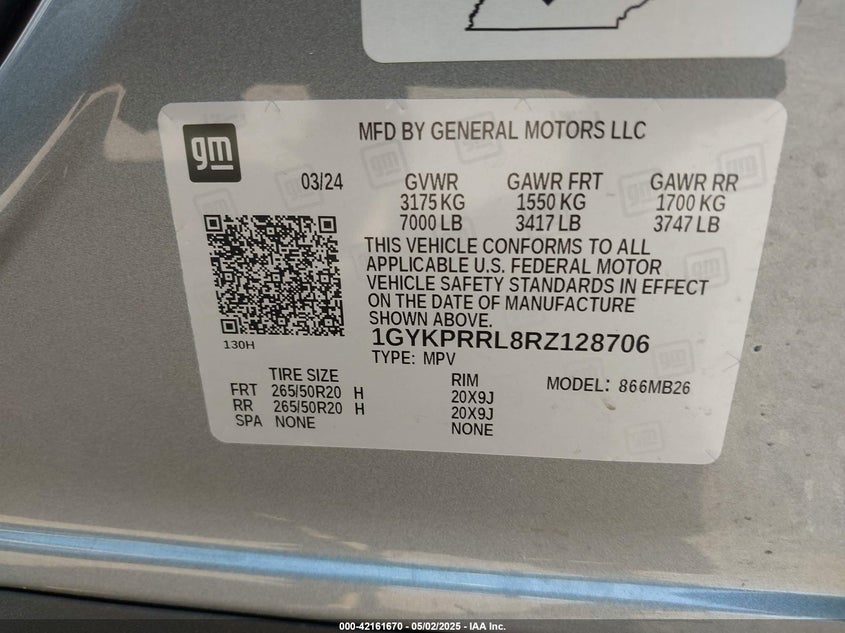 gm
MFD BY GENERAL MOTORS LLC
03/24 GVWR GAWR FRT GAWR RR
3175 KG 1550 KG 1700 KG
7000 LB 3417 LB 3747 LB
THIS VEHICLE CONFORMS TO ALL
APPLICABLE U.S. FEDERAL MOTOR
VEHICLE SAFETY STANDARDS IN EFFECT
ON THE DATE OF MANUFACTURE
SHOWN ABOVE.
1GYKPRRL8RZ128706
130H
TYPE: MPV
TIRE SIZE RIM MODEL: 866MB26
FRT 265/50R20 H 20X9J
RR 265/50R20 H 20X9J
SPA NONE NONE
000-42161670 - 05/02/2025 - IAA Inc.